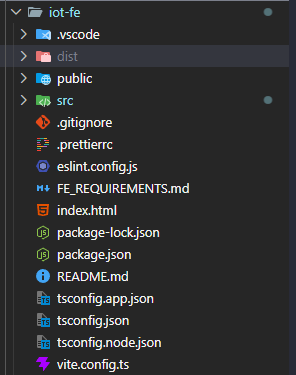 iot-fe
.vscode
dist
public
src
.gitignore
.prettierrc
eslint.config.js
FE_REQUIREMENTS.md
index.html
package-lock.json
package.json
README.md
tsconfig.app.json
tsconfig.json
tsconfig.node.json
vite.config.ts